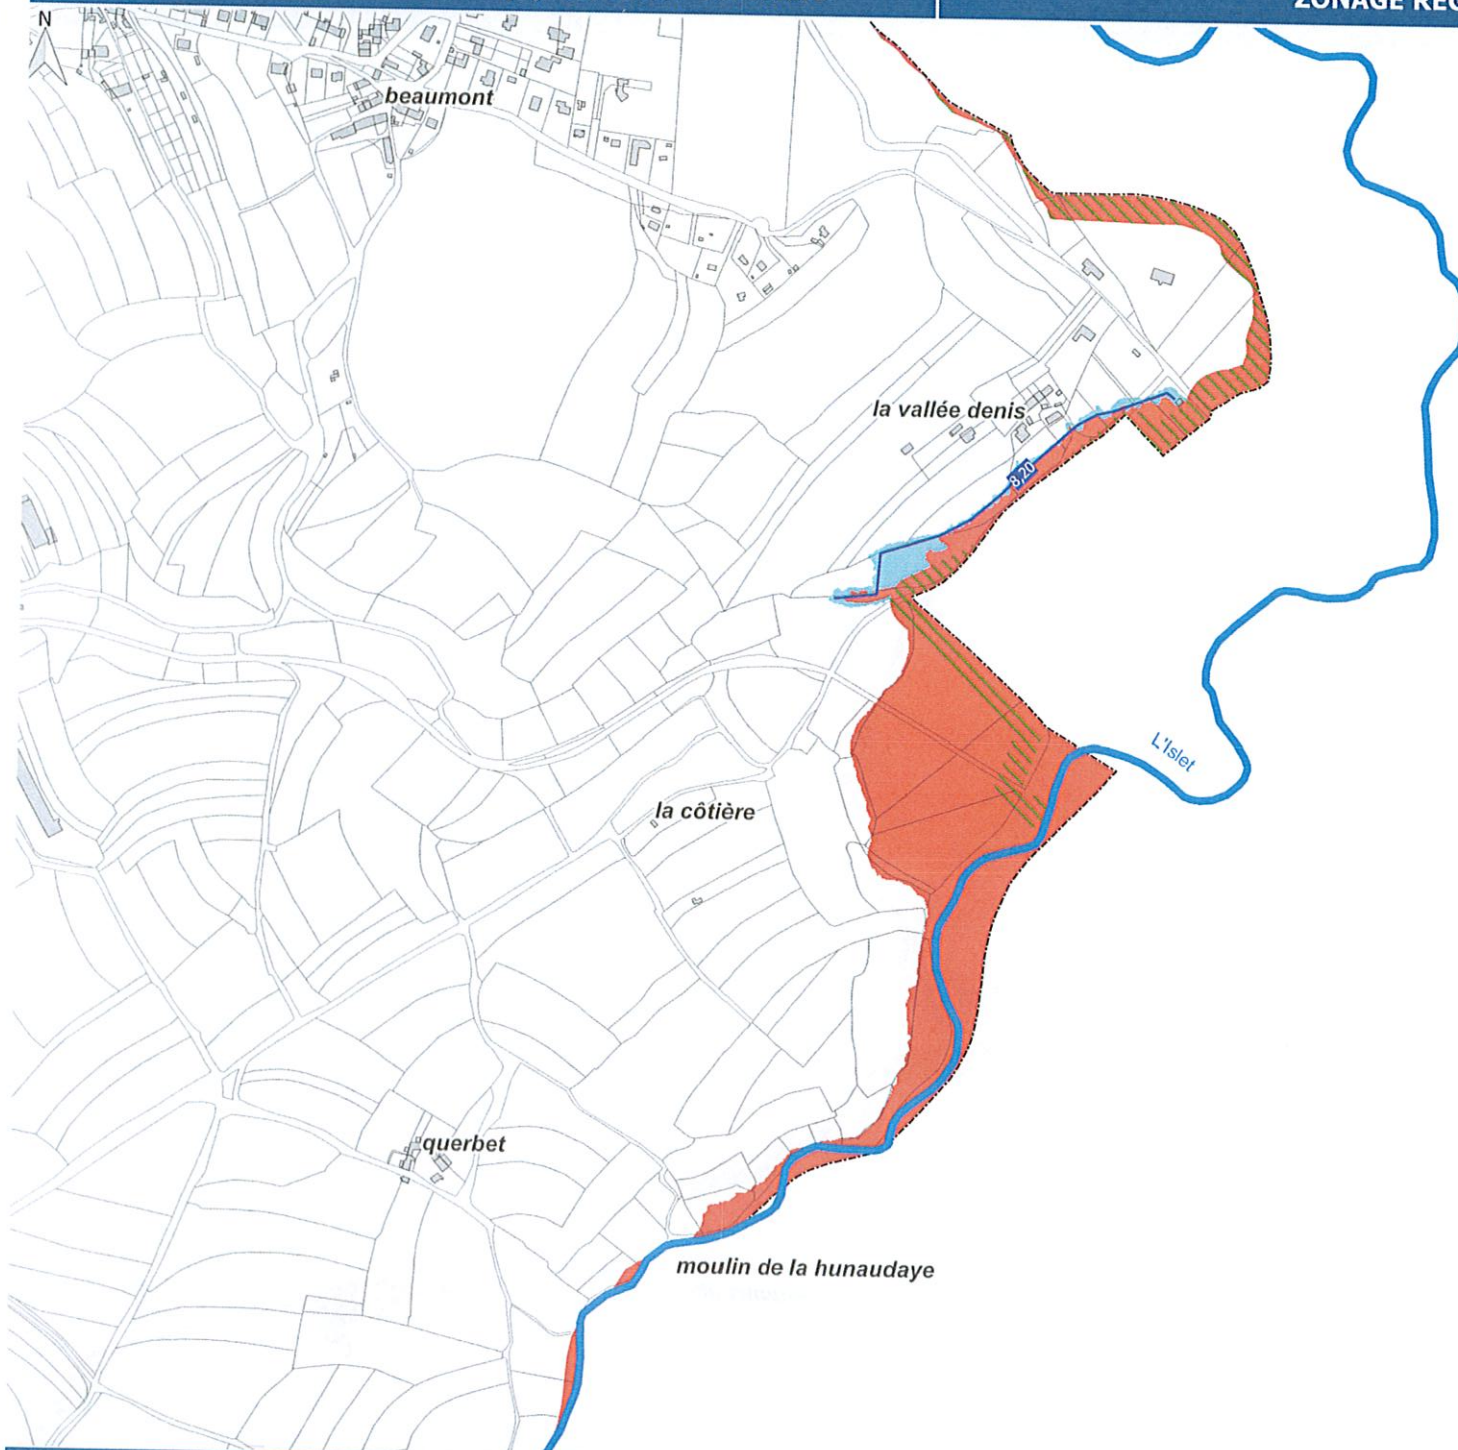 N
beaumont
la vallée denis
8,20
L'Islet
la côtière
querbet
moulin de la hunaudaye